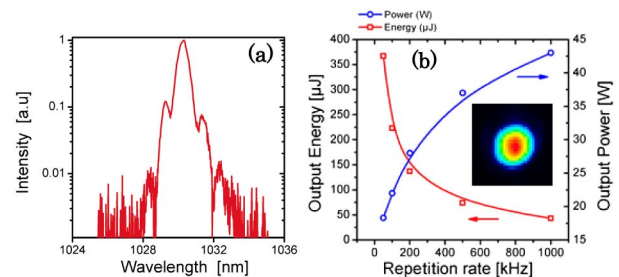 Power (W)
Energy (µJ)
(a)
(b)
Intensity [a.u]
1
0.1
0.01
1024 1028 1032 1036
Wavelength [nm]
Output Energy [µJ]
400
350
300
250
200
150
100
50
0
0 200 400 600 800 1000
Repetition rate [kHz]
45
40
35
30
25
20
15
Output Power [W]